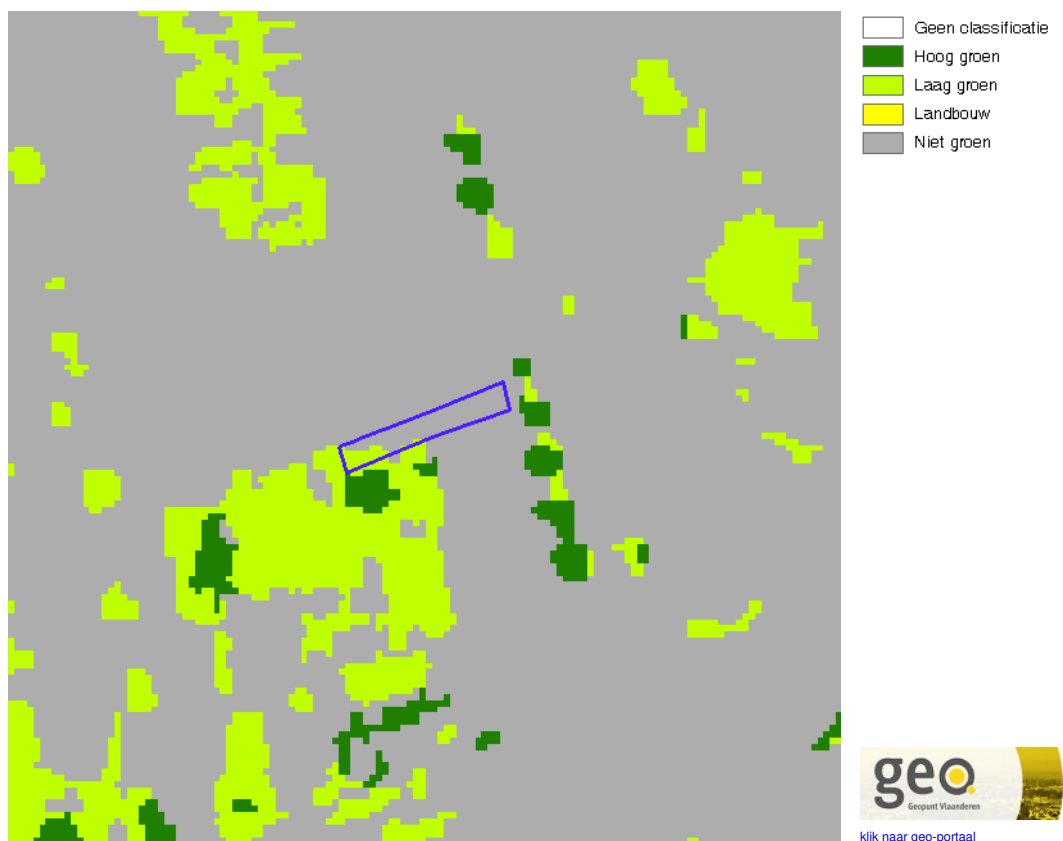 Geen classificatie
Hoog groen
Laag groen
Landbouw
Niet groen
geo.
Geopunt Vlaanderen
klik naar geo-portaal